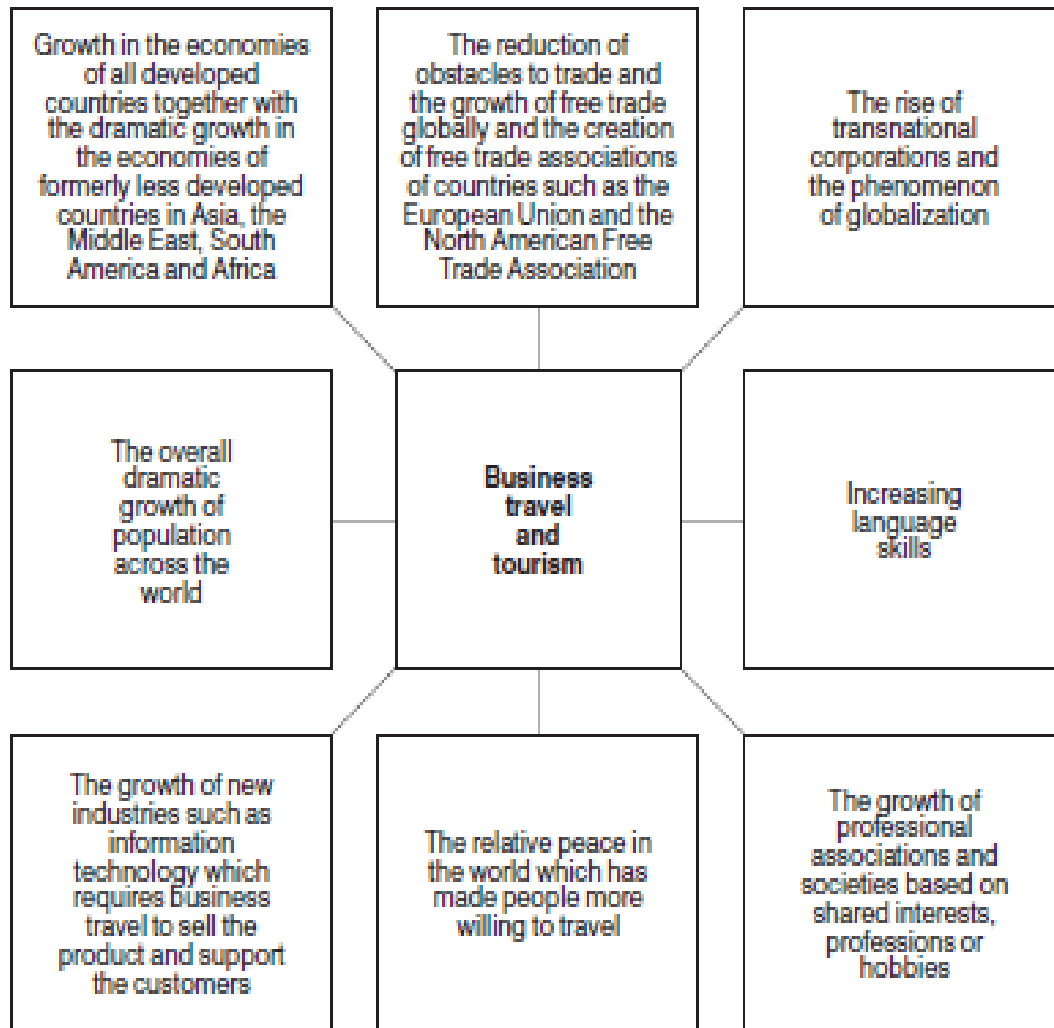 Growth in the economies
of all developed
countries together with
the dramatic growth in
the economies of
formerly less developed
countries in Asia, the
Middle East, South
America and Africa
The reduction of
obstacles to trade and
the growth of free trade
globally and the creation
of free trade associations
of countries such as the
European Union and the
North American Free
Trade Association
The rise of
transnational
corporations and
the phenomenon
of globalization
The overall
dramatic
growth of
population
across the
world
Business
travel
and
tourism
Increasing
language
skills
The growth of new
industries such as
information
technology which
requires business
travel to sell the
product and support
the customers
The relative peace in
the world which has
made people more
willing to travel
The growth of
professional
associations and
societies based on
shared interests,
professions or
hobbies